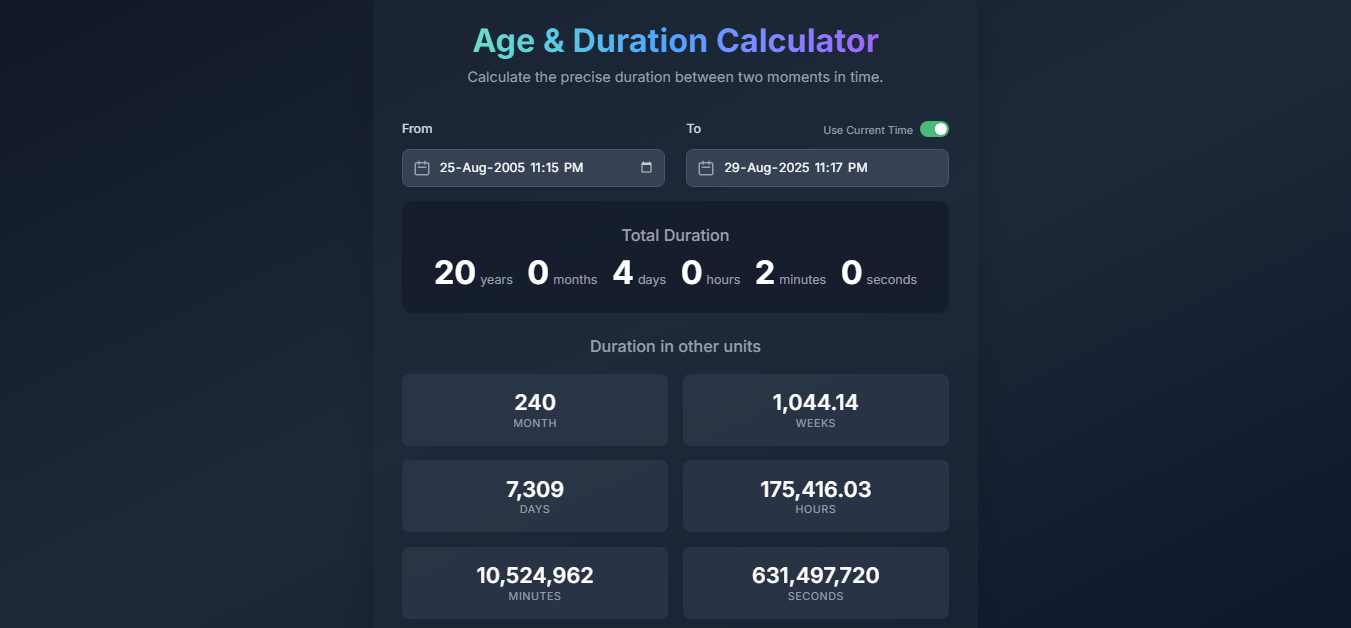 Age & Duration Calculator
Calculate the precise duration between two moments in time.
From
To
Use Current Time
25-Aug-2005 11:15 PM
29-Aug-2025 11:17 PM
Total Duration
20 years 0 months 4 days 0 hours 2 minutes 0 seconds
Duration in other units
240
MONTH
1,044.14
WEEKS
7,309
DAYS
175,416.03
HOURS
10,524,962
MINUTES
631,497,720
SECONDS